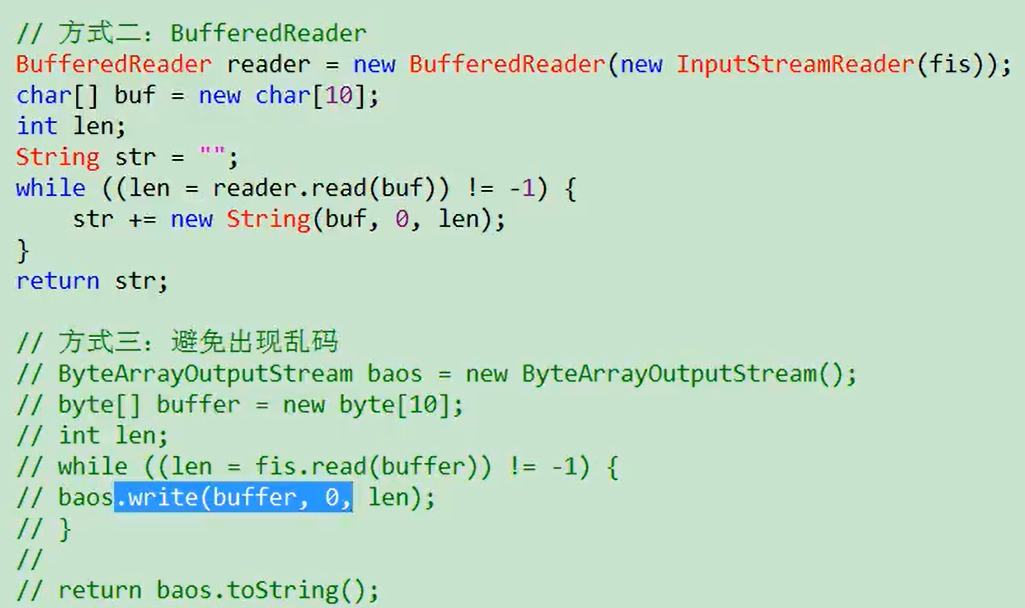 // 方式二：BufferedReader
BufferedReader reader = new BufferedReader(new InputStreamReader(fis));
char[] buf = new char[10];
int len;
String str = "";
while ((len = reader.read(buf)) != -1) {
    str += new String(buf, 0, len);
}
return str;

// 方式三：避免出现乱码
// ByteArrayOutputStream baos = new ByteArrayOutputStream();
// byte[] buffer = new byte[10];
// int len;
// while ((len = fis.read(buffer)) != -1) {
// baos.write(buffer, 0, len);
// }
//
// return baos.toString();